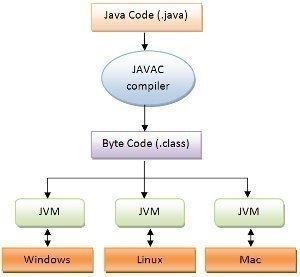 Java Code (.java)
JAVAC
compiler
Byte Code (.class)
JVM JVM JVM
Windows Linux Mac